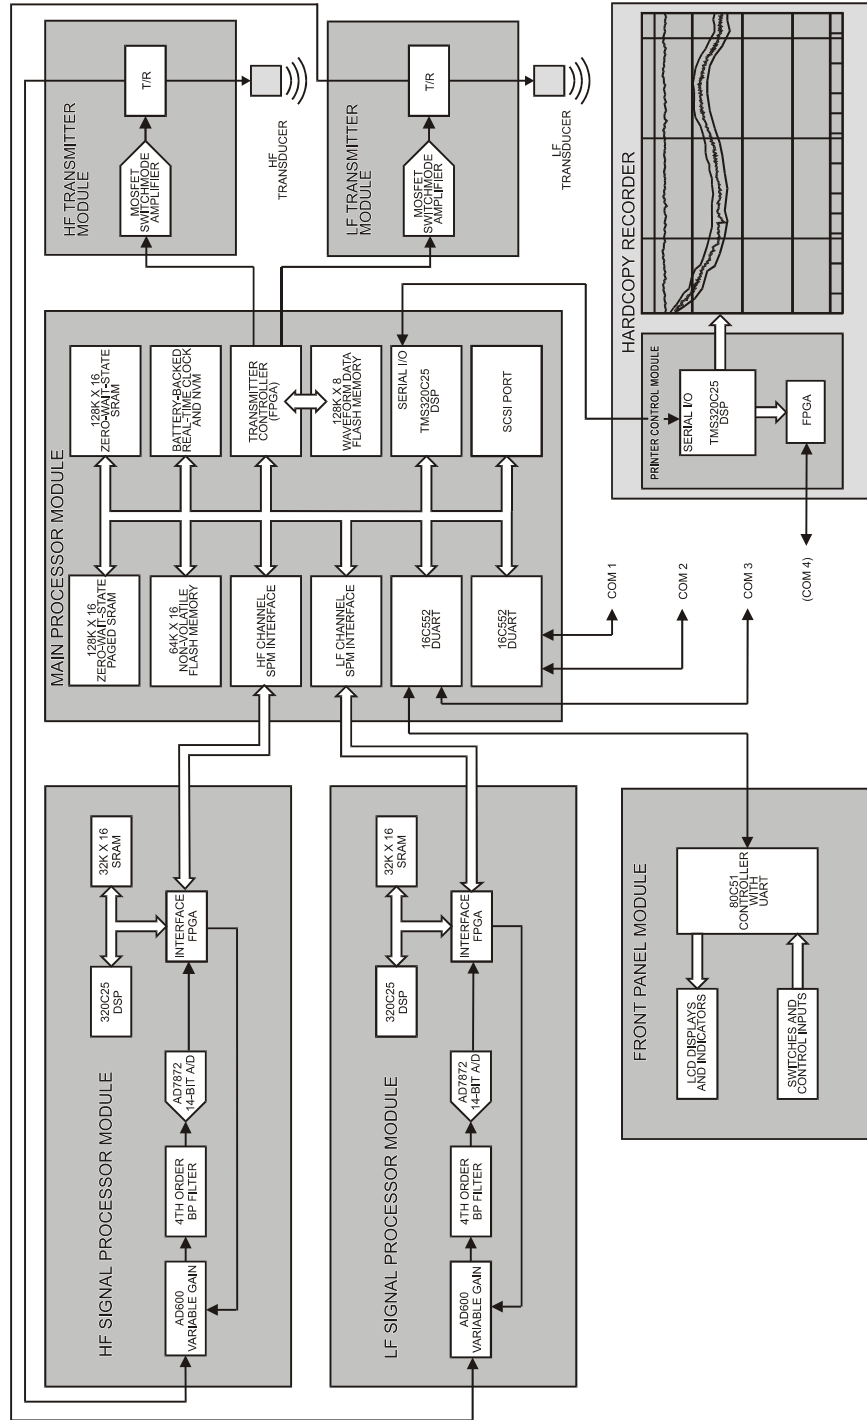 HF SIGNAL PROCESSOR MODULE
AD600
VARIABLE GAIN
4TH ORDER
BP FILTER
AD7872
14-BIT A/D
320C25
DSP
32K X 16
SRAM
INTERFACE
FPGA
LF SIGNAL PROCESSOR MODULE
AD600
VARIABLE GAIN
4TH ORDER
BP FILTER
AD7872
14-BIT A/D
320C25
DSP
32K X 16
SRAM
INTERFACE
FPGA
FRONT PANEL MODULE
LCD DISPLAYS
AND INDICATORS
SWITCHES AND
CONTROL INPUTS
80C51
CONTROLLER
WITH
UART
MAIN PROCESSOR MODULE
128K X 16
ZERO-WAIT-STATE
PAGED SRAM
64K X 16
NON-VOLATILE
FLASH MEMORY
HF CHANNEL
SPM INTERFACE
LF CHANNEL
SPM INTERFACE
16C552
DUART
16C552
DUART
128K X 16
ZERO-WAIT-STATE
SRAM
BATTERY-BACKED
REAL-TIME CLOCK
AND NVM
TRANSMITTER
CONTROLLER
(FPGA)
128K X 8
WAVEFORM DATA
FLASH MEMORY
SERIAL I/O
TMS320C25
DSP
SCSI PORT
COM 1
COM 2
COM 3
(COM 4)
HF TRANSMITTER
MODULE
MOSFET
SWITCHMODE
AMPLIFIER
T/R
HF
TRANSDUCER
LF TRANSMITTER
MODULE
MOSFET
SWITCHMODE
AMPLIFIER
T/R
LF
TRANSDUCER
HARDCOPY RECORDER
PRINTER CONTROL MODULE
SERIAL I/O
TMS320C25
DSP
FPGA